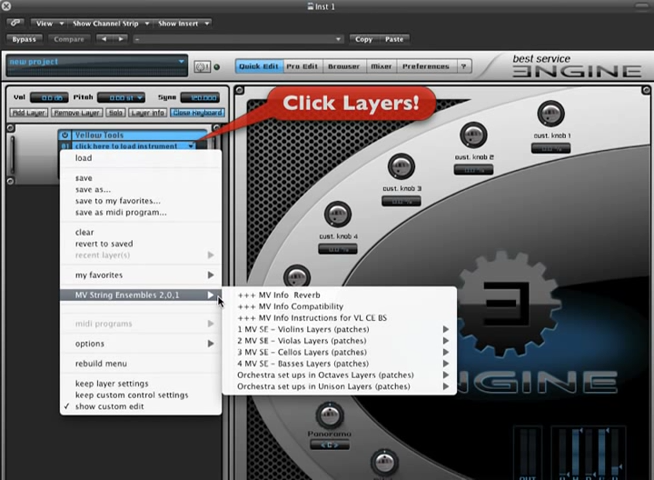 Inst 1
View
Show Channel Strip
Show Insert
Bypass
Compare
Copy
Paste
new project
Quick Edit
Pro Edit
Browser
Mixer
Preferences
?
best service
ENGINE
Vol
Pitch
Sync
120.000
Add Layer
Remove Layer
Solo
Layer Info
Close Keyboard
Click Layers!
Yellow Tools
01 click here to load instrument
load
save
save as...
save to my favorites...
save as midi program...
clear
revert to saved
recent layer(s)
my favorites
MV String Ensembles 2,0,1
midi programs
options
rebuild menu
keep layer settings
keep custom control settings
✓ show custom edit
+++ MV Info Reverb
+++ MV Info Compatibility
+++ MV Info Instructions for VL CE BS
1 MV SE - Violins Layers (patches)
2 MV SE - Violas Layers (patches)
3 MV SE - Cellos Layers (patches)
4 MV SE - Basses Layers (patches)
Orchestra set ups in Octaves Layers (patches)
Orchestra set ups in Unison Layers (patches)
cust. knob 1
cust. knob 2
cust. knob 3
cust. knob 4
ENGINE
Panorama
< C >
OUT